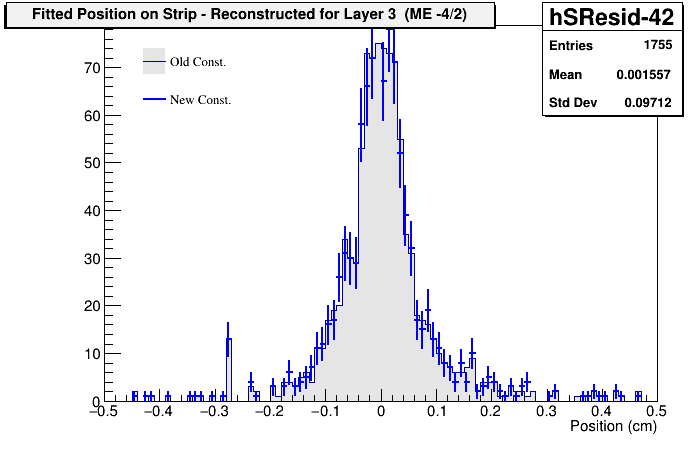 Fitted Position on Strip - Reconstructed for Layer 3 (ME -4/2)
hSResid-42
Entries 1755
Mean 0.001557
Std Dev 0.09712
Old Const.
New Const.
70
60
50
40
30
20
10
0
−0.5 −0.4 −0.3 −0.2 −0.1 0 0.1 0.2 0.3 0.4 0.5
Position (cm)